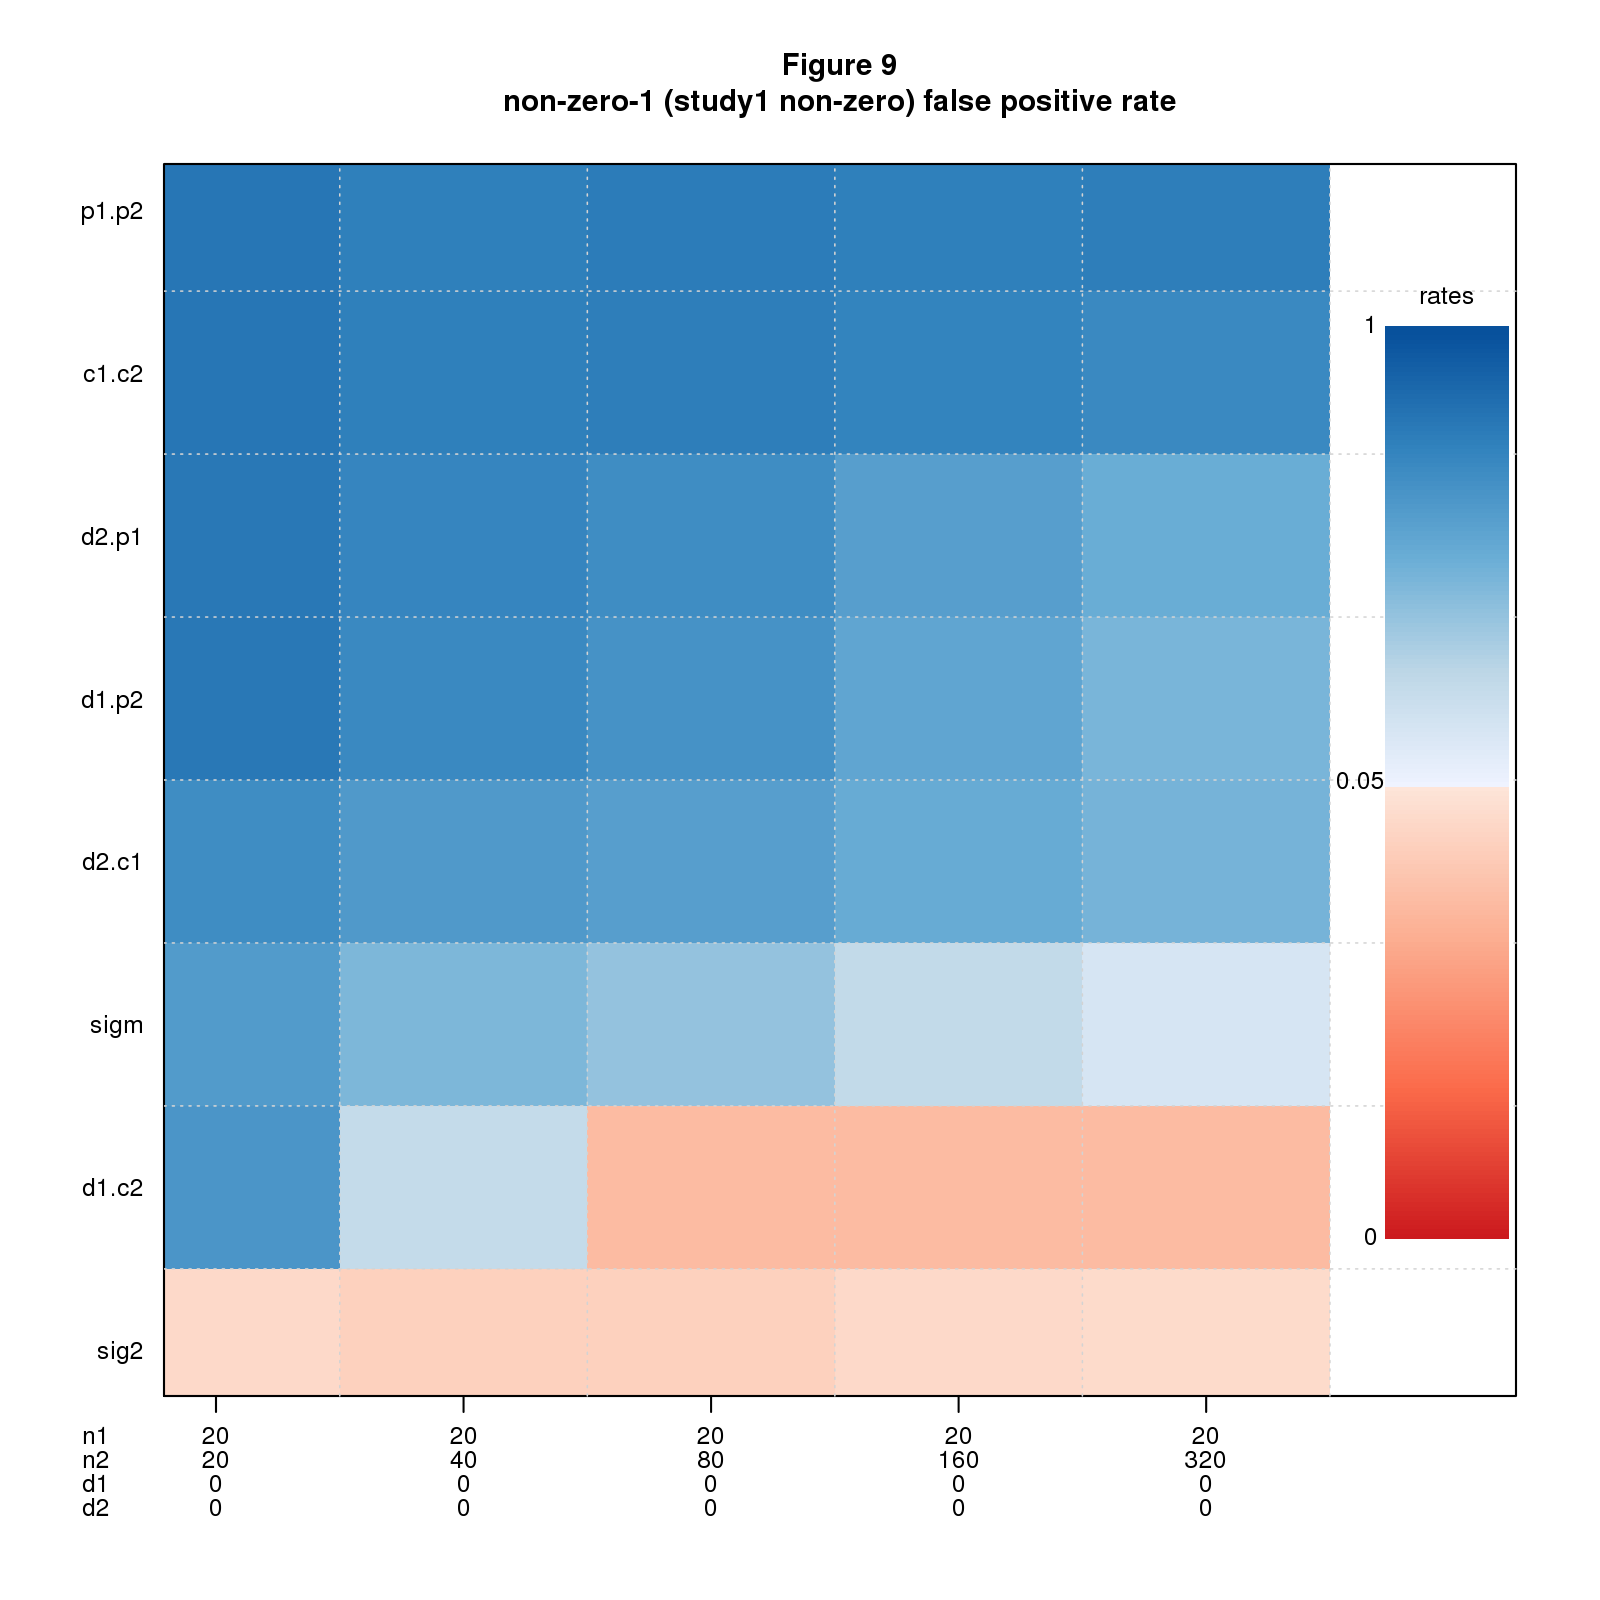 Figure 9
non-zero-1 (study1 non-zero) false positive rate
p1.p2
c1.c2
d2.p1
d1.p2
d2.c1
sigm
d1.c2
sig2
rates
1
0.05
0
n1 20 20 20 20 20
n2 20 40 80 160 320
d1 0 0 0 0 0
d2 0 0 0 0 0